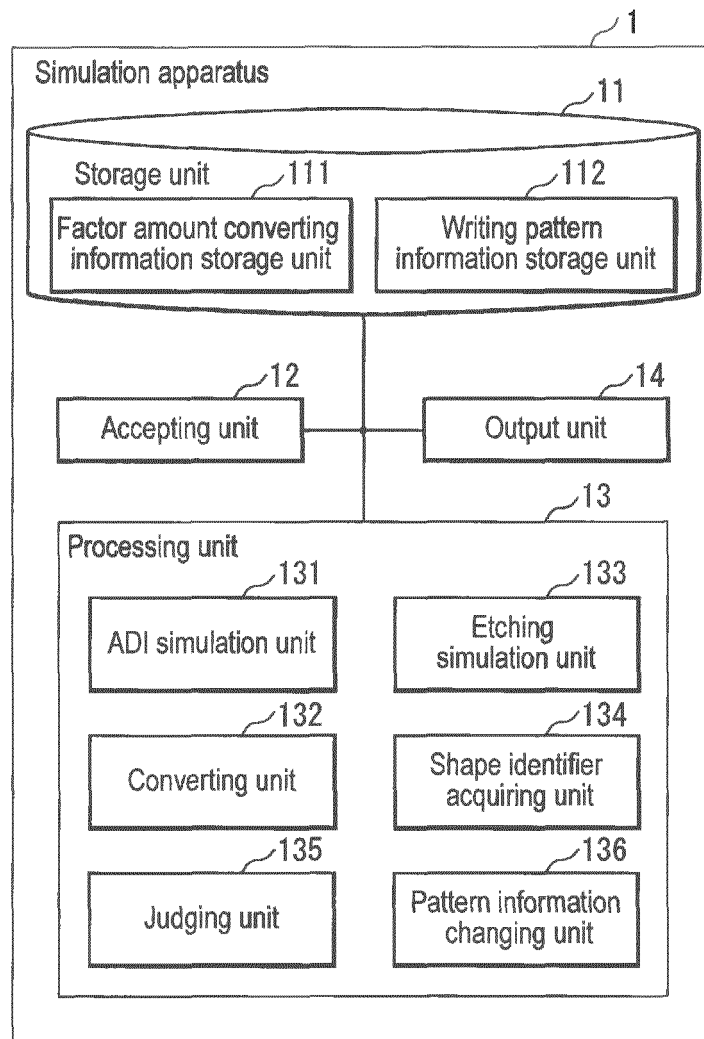 1
Simulation apparatus
11
Storage unit
111
112
Factor amount converting
information storage unit
Writing pattern
information storage unit
12
14
Accepting unit
Output unit
13
Processing unit
131
133
ADI simulation unit
Etching
simulation unit
132
134
Converting unit
Shape identifier
acquiring unit
135
136
Judging unit
Pattern information
changing unit